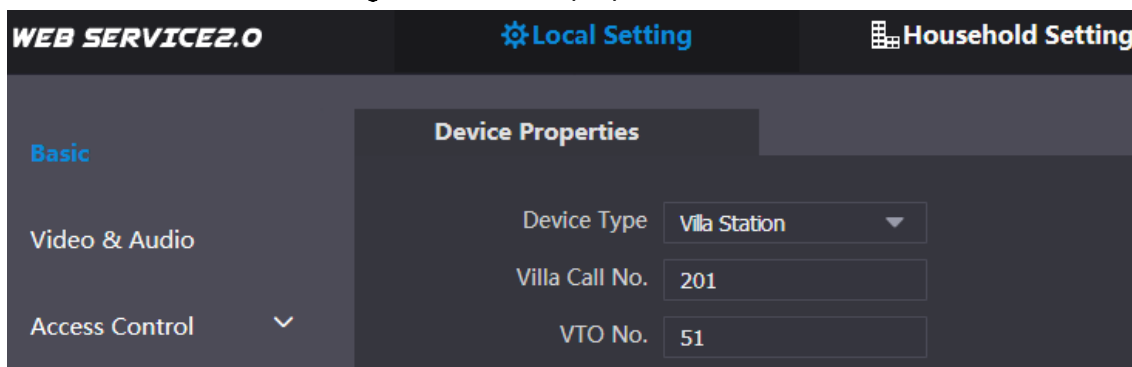 WEB SERVICE2.0
Local Setting
Household Setting
Basic
Device Properties
Device Type Villa Station
Video & Audio
Villa Call No. 201
Access Control
VTO No. 51